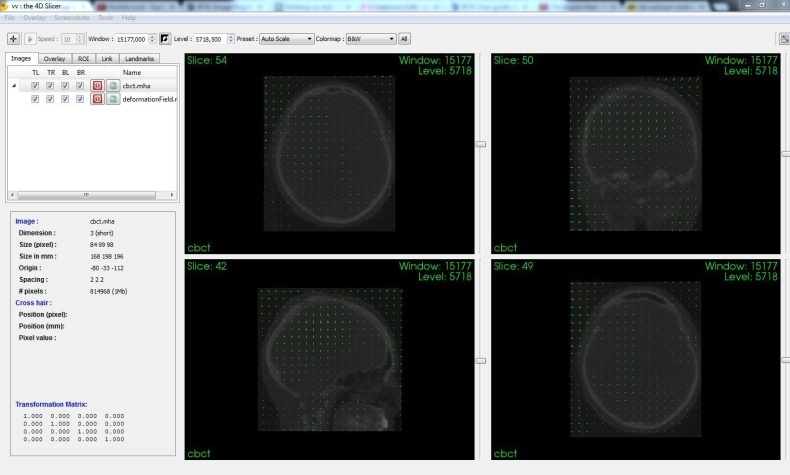 vv : the 4D Slicer
File Overlay Screenshots Tools Help
Speed : 10 Window : 15177,000 Level : 5718,500 Preset : Auto Scale Colormap : B&W All
Images Overlay ROI Link Landmarks
TL TR BL BR Name
cbct.mha
deformationField.r
Image : cbct.mha
Dimension : 3 (short)
Size (pixel) : 84 99 98
Size in mm : 168 198 196
Origin : -80 -33 -112
Spacing : 2 2 2
# pixels : 814968 (1Mb)
Cross hair :
Position (pixel):
Position (mm):
Pixel value :
Transformation Matrix:
1.000 0.000 0.000 0.000
0.000 1.000 0.000 0.000
0.000 0.000 1.000 0.000
0.000 0.000 0.000 1.000
Slice: 54 Window: 15177
Level: 5718
cbct
Slice: 50 Window: 15177
Level: 5718
cbct
Slice: 42 Window: 15177
Level: 5718
cbct
Slice: 49 Window: 15177
Level: 5718
cbct